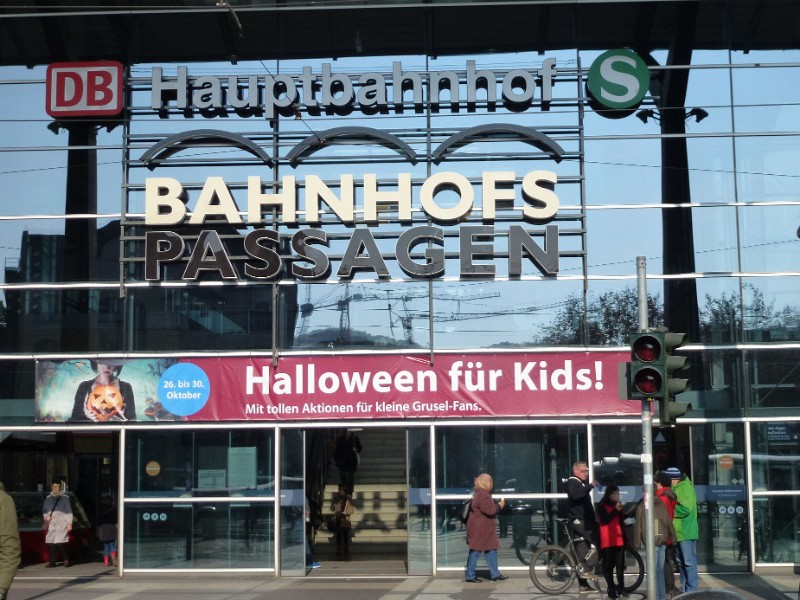 DB
Hauptbahnhof
S
BAHNHOFS
PASSAGEN
26. bis 30.
Oktober
Halloween für Kids!
Mit tollen Aktionen für kleine Grusel-Fans.